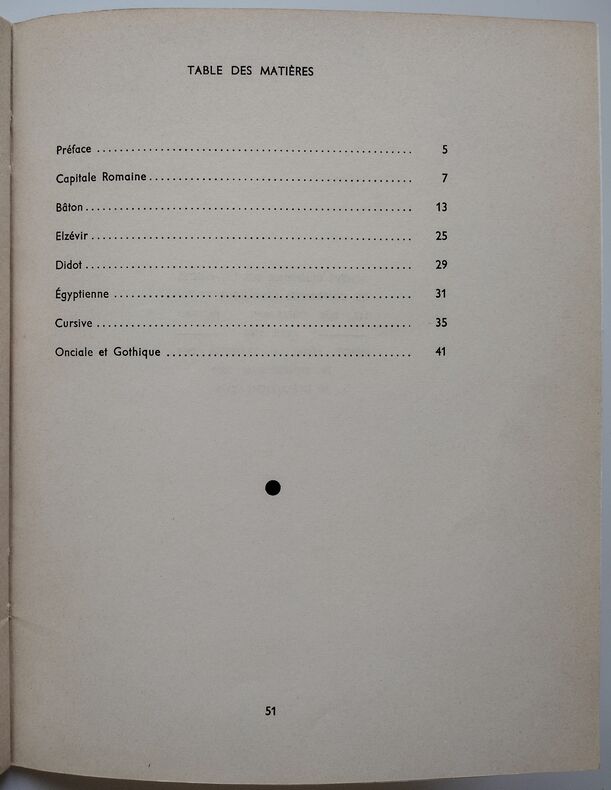 TABLE DES MATIÈRES
Préface ........................................................ 5
Capitale Romaine ............................................... 7
Bâton .......................................................... 13
Elzévir ........................................................ 25
Didot .......................................................... 29
Égyptienne ..................................................... 31
Cursive ........................................................ 35
Onciale et Gothique ............................................ 41
51